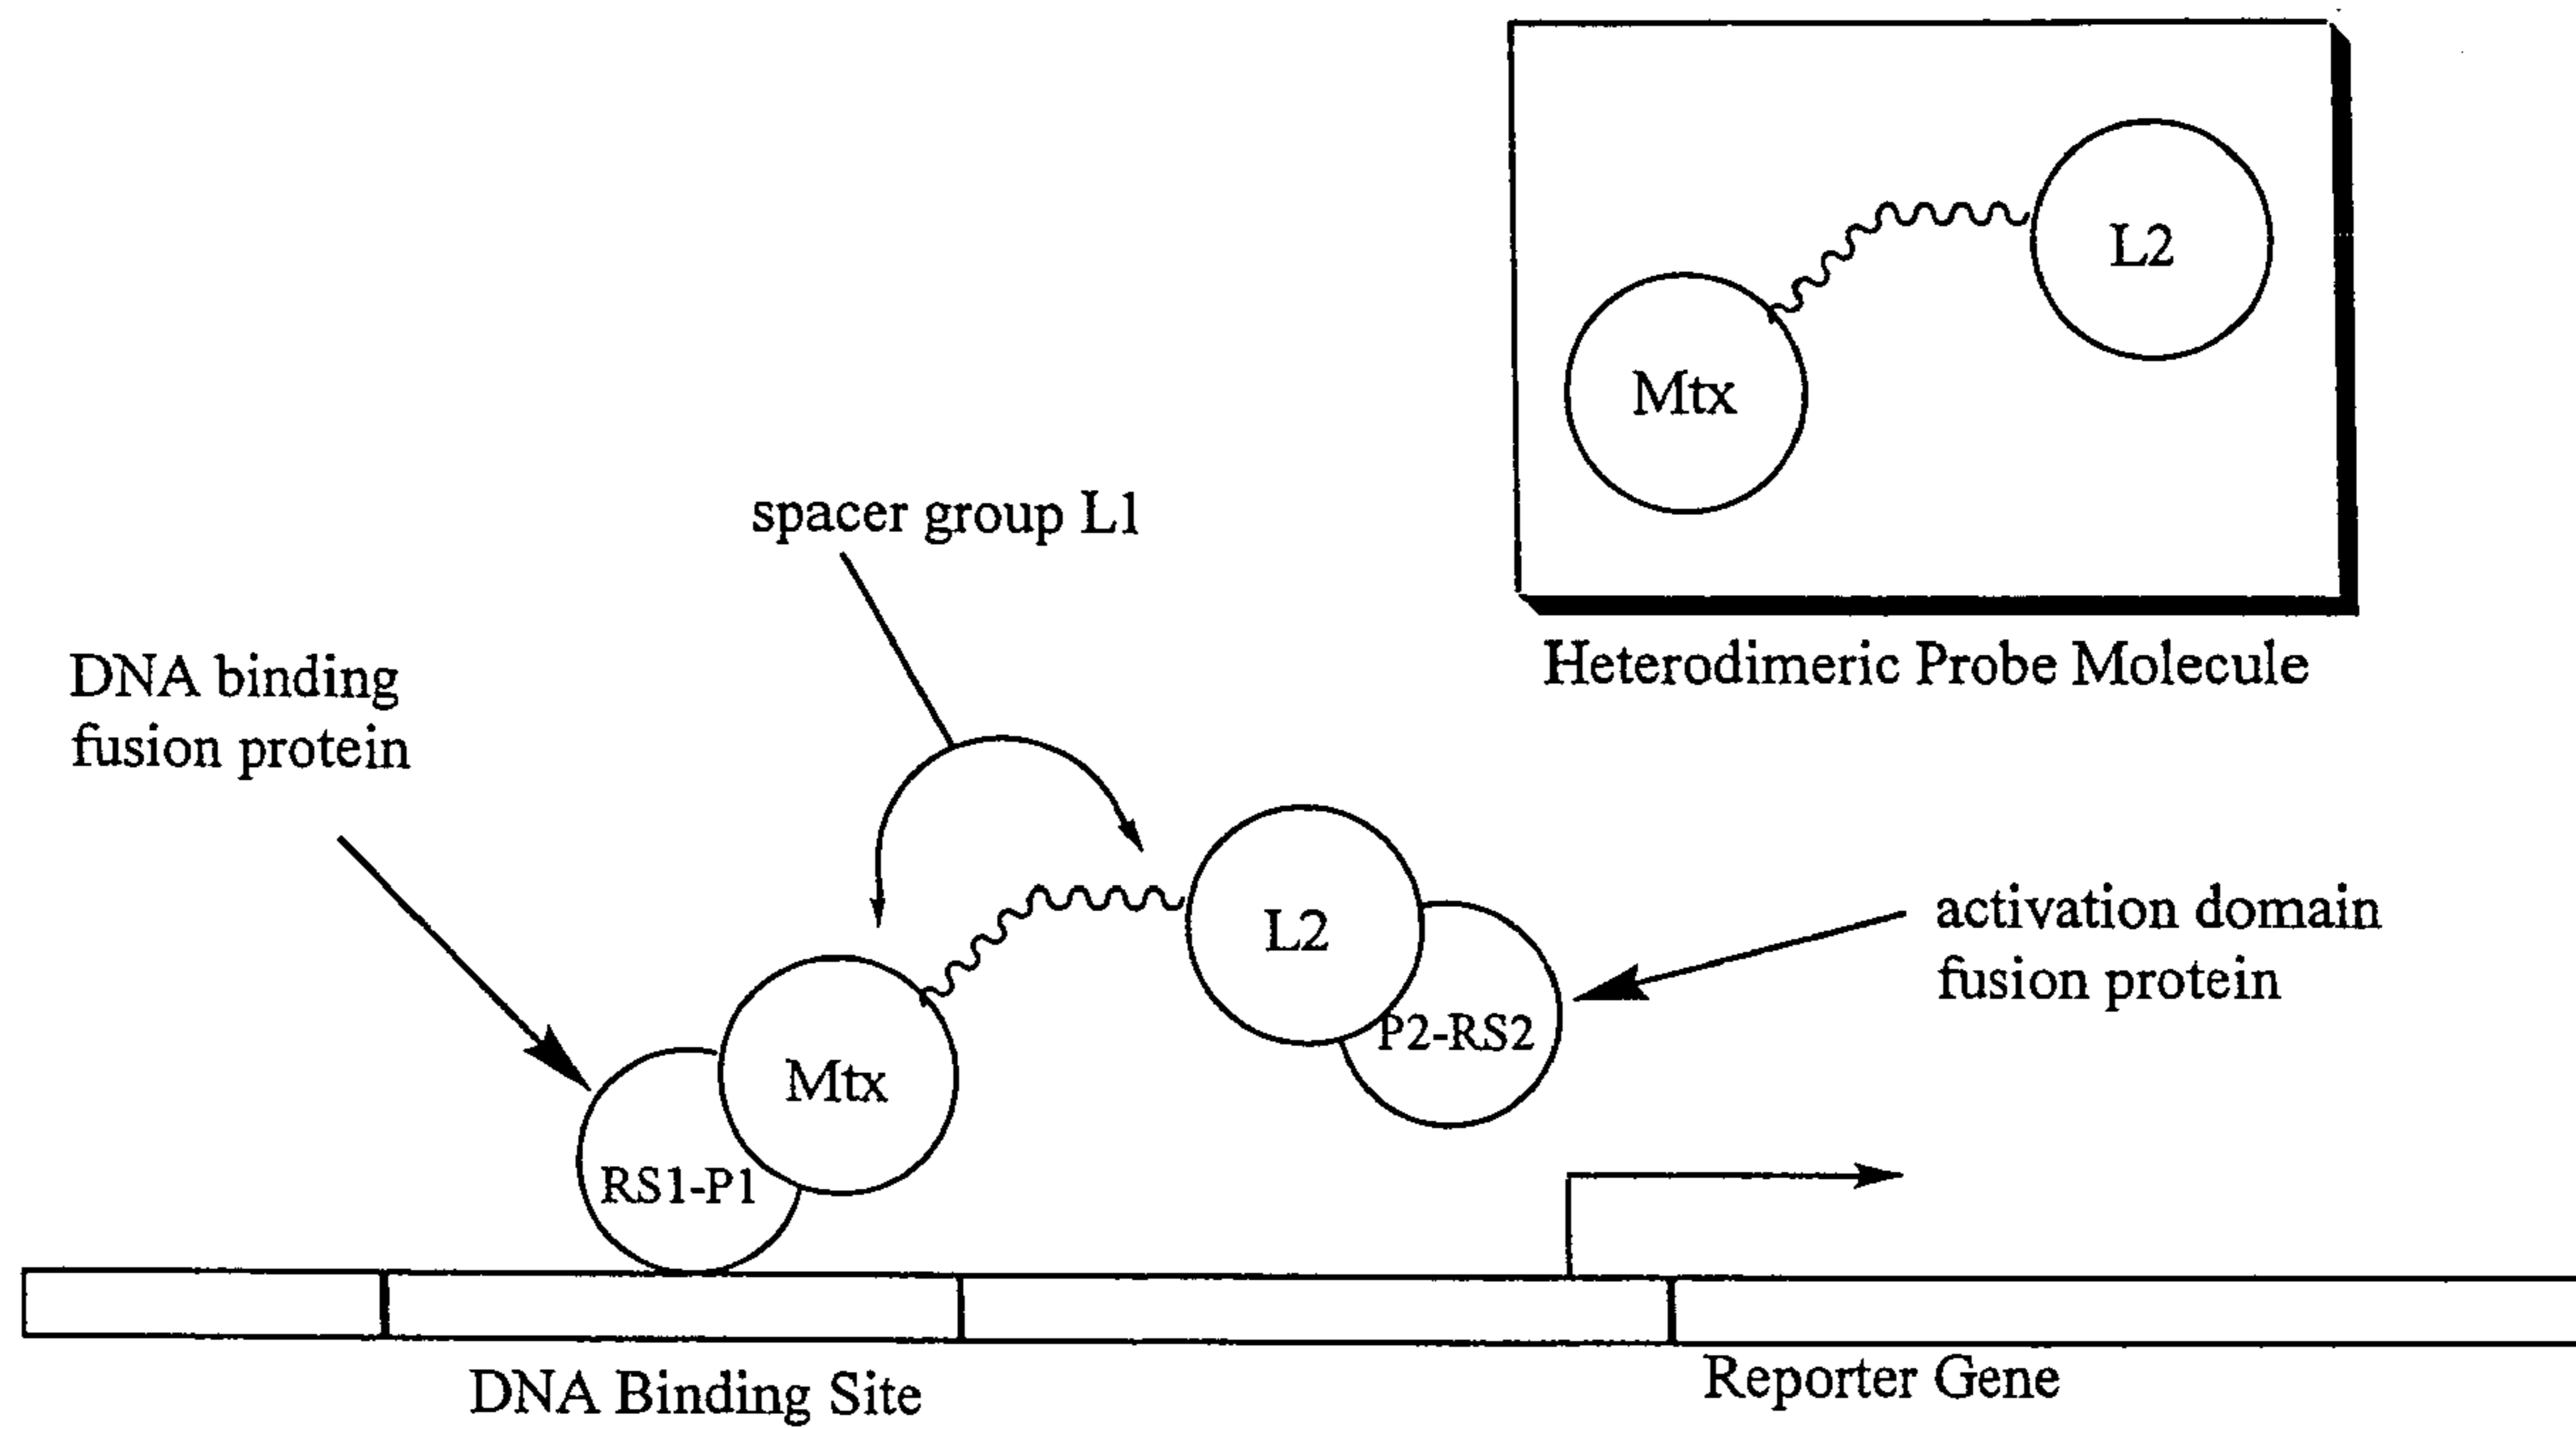 Mtx
L2
Heterodimeric Probe Molecule
spacer group L1
DNA binding
fusion protein
L2
activation domain
fusion protein
P2-RS2
Mtx
RS1-P1
DNA Binding Site
Reporter Gene